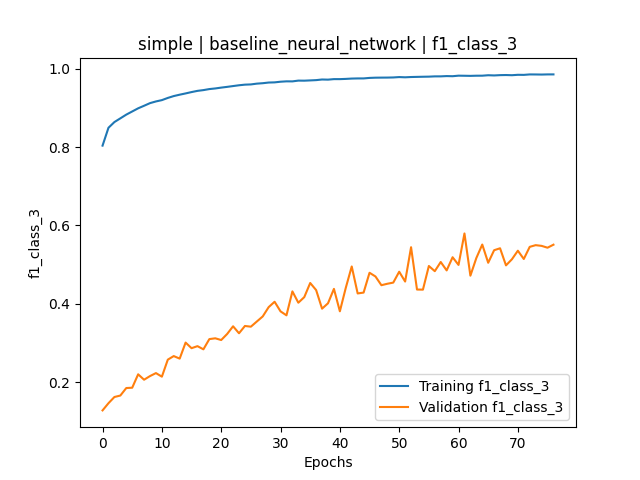 simple | baseline_neural_network | f1_class_3
1.0
0.8
0.6
0.4
0.2
f1_class_3
0 10 20 30 40 50 60 70
Epochs
Training f1_class_3
Validation f1_class_3